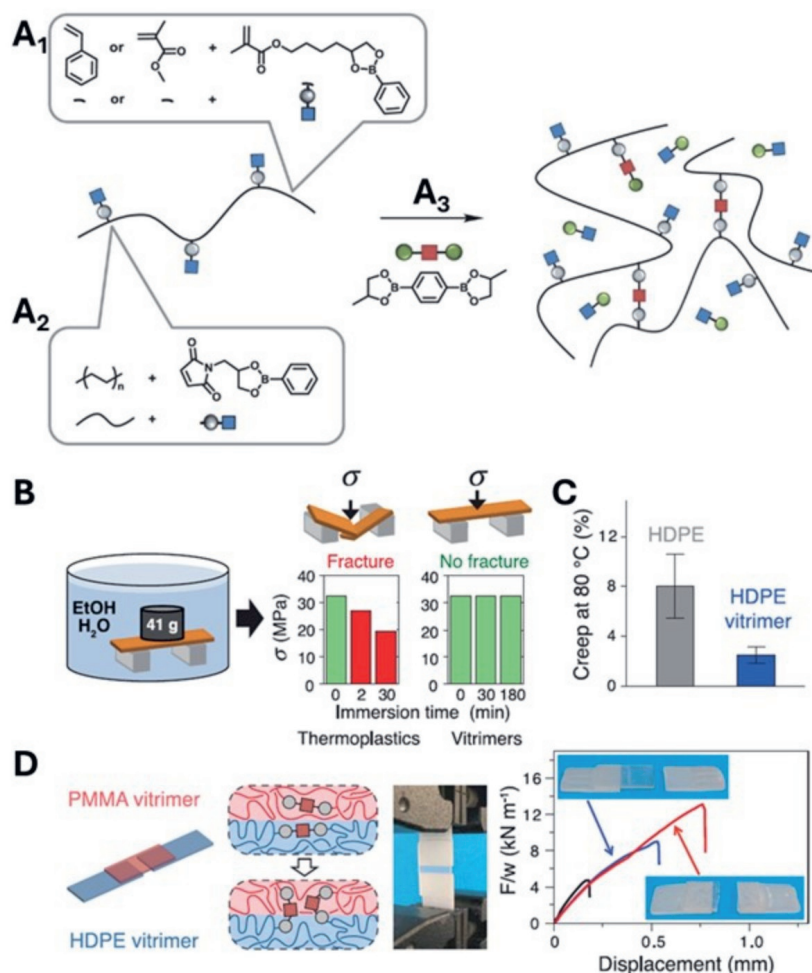 A1
or
+
O
O
O
O
O
B
O
or
+
A3
O
B
O
O
B
O
A2
n
+
O
N
O
O
B
O
+
B
EtOH
H2O
41 g
σ
σ
Fracture
No fracture
σ (MPa)
40
30
20
10
0
40
30
20
10
0
0 2 30
0 30 180
Immersion time (min)
Thermoplastics
Vitrimers
C
Creep at 80 °C (%)
12
8
4
0
HDPE
HDPE
vitrimer
D
PMMA vitrimer
HDPE vitrimer
F/w (kN m-1)
16
12
8
4
0
0 0.5 1.0
Displacement (mm)